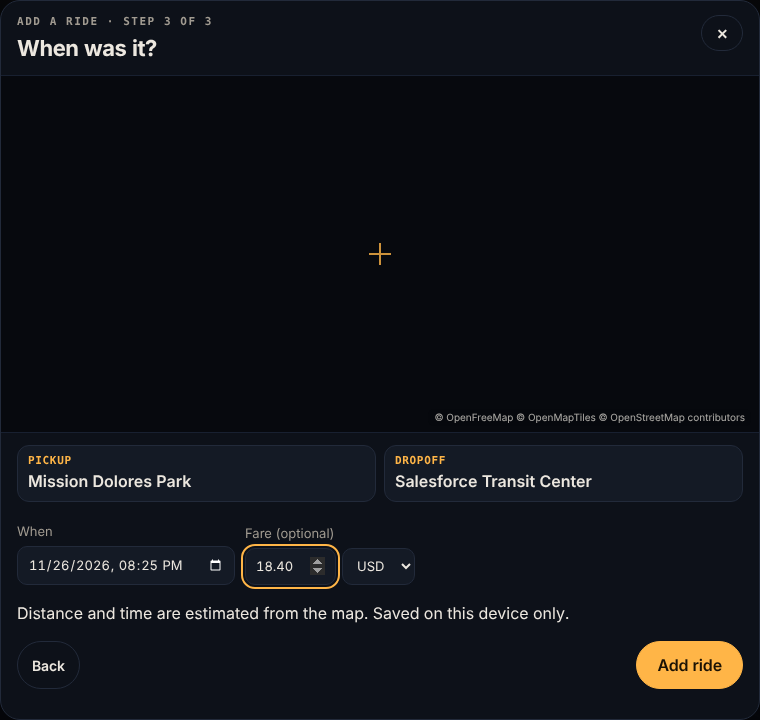 ADD A RIDE · STEP 3 OF 3
When was it?
© OpenFreeMap © OpenMapTiles © OpenStreetMap contributors
PICKUP
Mission Dolores Park
DROPOFF
Salesforce Transit Center
When
Fare (optional)
11/26/2026, 08:25 PM
18.40
USD
Distance and time are estimated from the map. Saved on this device only.
Back
Add ride